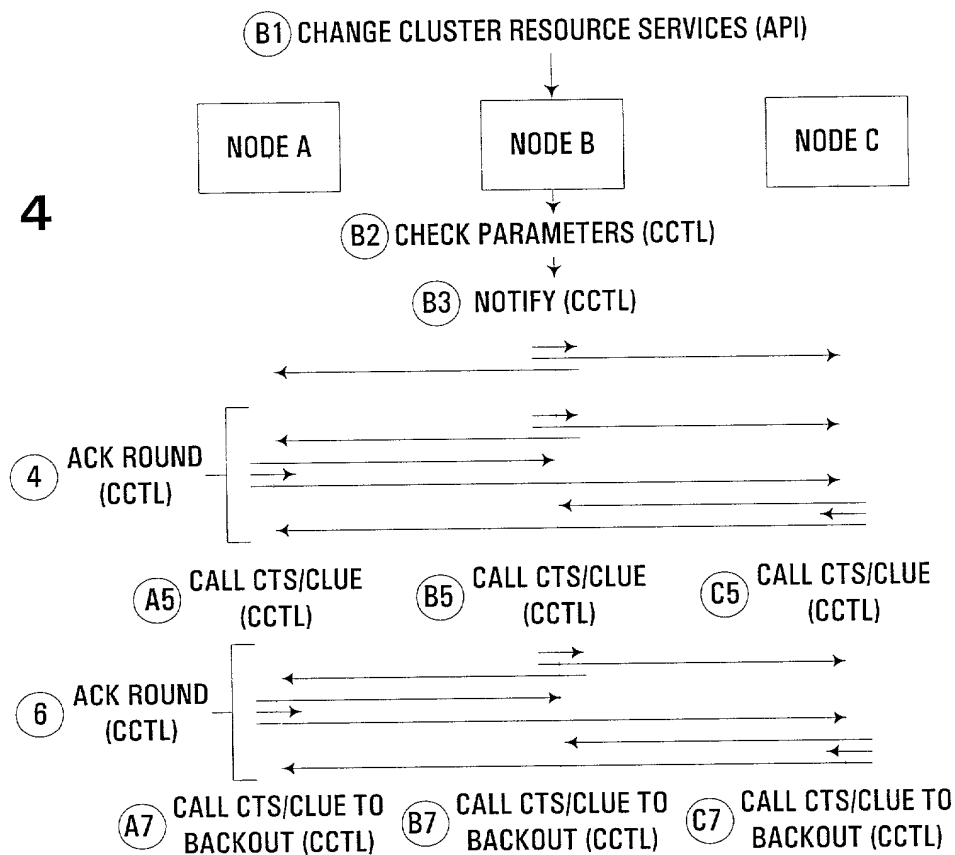 B1 CHANGE CLUSTER RESOURCE SERVICES (API)
NODE A
NODE B
NODE C
4
B2 CHECK PARAMETERS (CCTL)
B3 NOTIFY (CCTL)
4 ACK ROUND
(CCTL)
A5 CALL CTS/CLUE
(CCTL)
B5 CALL CTS/CLUE
(CCTL)
C5 CALL CTS/CLUE
(CCTL)
6 ACK ROUND
(CCTL)
A7 CALL CTS/CLUE TO
BACKOUT (CCTL)
B7 CALL CTS/CLUE TO
BACKOUT (CCTL)
C7 CALL CTS/CLUE TO
BACKOUT (CCTL)